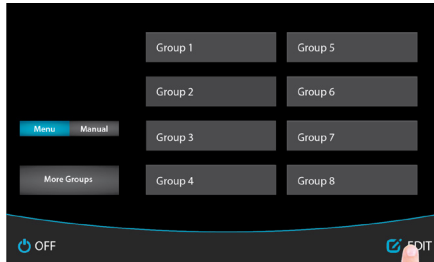 Group 1 Group 5
Group 2 Group 6
Menu Manual
Group 3 Group 7
More Groups
Group 4 Group 8
OFF EDIT